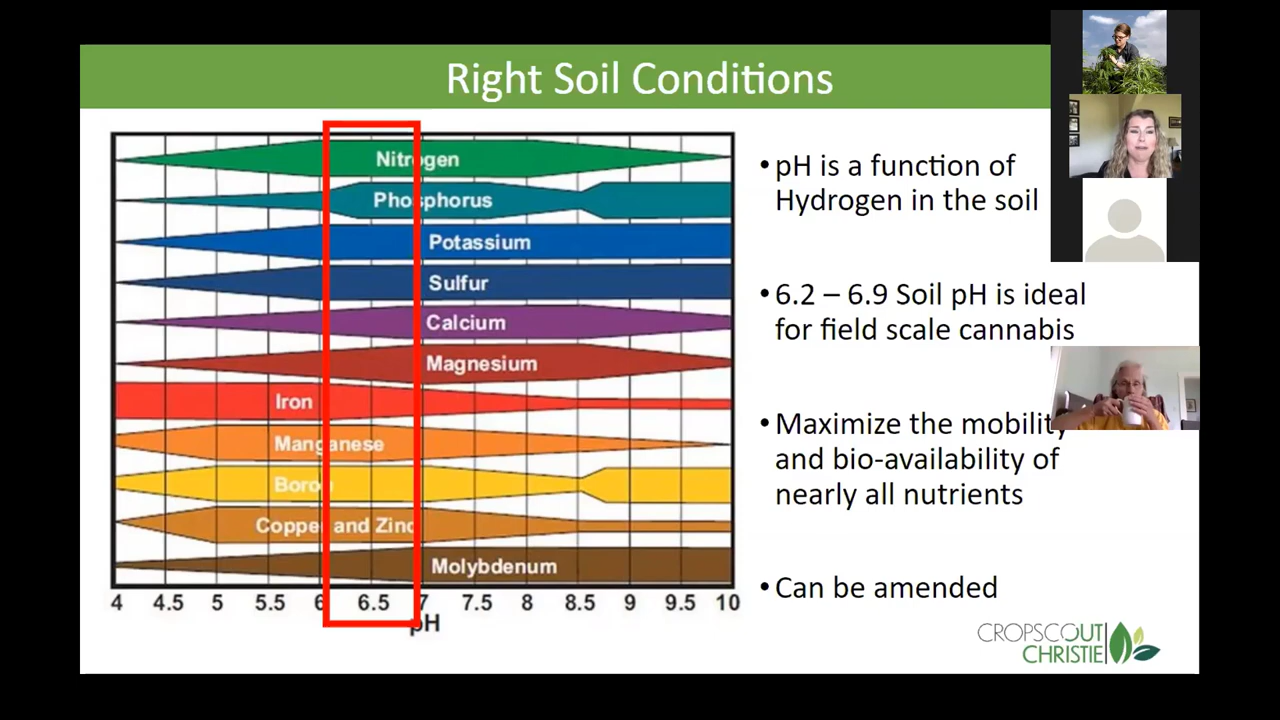 Right Soil Conditions
Nitrogen
Phosphorus
Potassium
Sulfur
Calcium
Magnesium
Iron
Manganese
Boron
Copper and Zinc
Molybdenum
4 4.5 5 5.5 6 6.5 7 7.5 8 8.5 9 9.5 10
pH
•pH is a function of
Hydrogen in the soil
•6.2 – 6.9 Soil pH is ideal
for field scale cannabis
•Maximize the mobility
and bio-availability of
nearly all nutrients
•Can be amended
CROPSCOUT
CHRISTIE